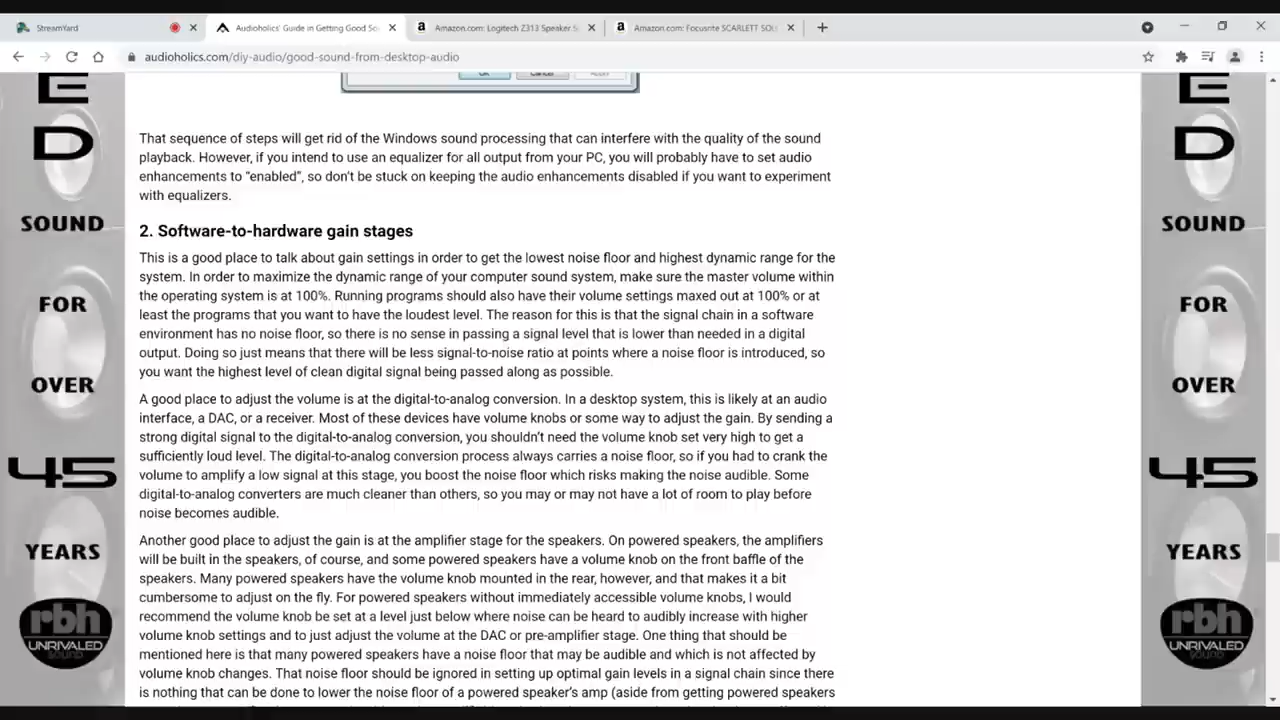 StreamYard
Audioholics' Guide in Getting Good So
Amazon.com: Logitech Z313 Speaker S
Amazon.com: Focusrite SCARLETT SOL
audioholics.com/diy-audio/good-sound-from-desktop-audio
Cancel
That sequence of steps will get rid of the Windows sound processing that can interfere with the quality of the sound
playback. However, if you intend to use an equalizer for all output from your PC, you will probably have to set audio
enhancements to “enabled”, so don’t be stuck on keeping the audio enhancements disabled if you want to experiment
with equalizers.
2. Software-to-hardware gain stages
This is a good place to talk about gain settings in order to get the lowest noise floor and highest dynamic range for the
system. In order to maximize the dynamic range of your computer sound system, make sure the master volume within
the operating system is at 100%. Running programs should also have their volume settings maxed out at 100% or at
least the programs that you want to have the loudest level. The reason for this is that the signal chain in a software
environment has no noise floor, so there is no sense in passing a signal level that is lower than needed in a digital
output. Doing so just means that there will be less signal-to-noise ratio at points where a noise floor is introduced, so
you want the highest level of clean digital signal being passed along as possible.
A good place to adjust the volume is at the digital-to-analog conversion. In a desktop system, this is likely at an audio
interface, a DAC, or a receiver. Most of these devices have volume knobs or some way to adjust the gain. By sending a
strong digital signal to the digital-to-analog conversion, you shouldn’t need the volume knob set very high to get a
sufficiently loud level. The digital-to-analog conversion process always carries a noise floor, so if you had to crank the
volume to amplify a low signal at this stage, you boost the noise floor which risks making the noise audible. Some
digital-to-analog converters are much cleaner than others, so you may or may not have a lot of room to play before
noise becomes audible.
Another good place to adjust the gain is at the amplifier stage for the speakers. On powered speakers, the amplifiers
will be built in the speakers, of course, and some powered speakers have a volume knob on the front baffle of the
speakers. Many powered speakers have the volume knob mounted in the rear, however, and that makes it a bit
cumbersome to adjust on the fly. For powered speakers without immediately accessible volume knobs, I would
recommend the volume knob be set at a level just below where noise can be heard to audibly increase with higher
volume knob settings and to just adjust the volume at the DAC or pre-amplifier stage. One thing that should be
mentioned here is that many powered speakers have a noise floor that may be audible and which is not affected by
volume knob changes. That noise floor should be ignored in setting up optimal gain levels in a signal chain since there
is nothing that can be done to lower the noise floor of a powered speaker’s amp (aside from getting powered speakers
E
D
SOUND
FOR
OVER
45
YEARS
rbh
UNRIVALED
SOUND
E
D
SOUND
FOR
OVER
45
YEARS
rbh
UNRIVALED
SOUND